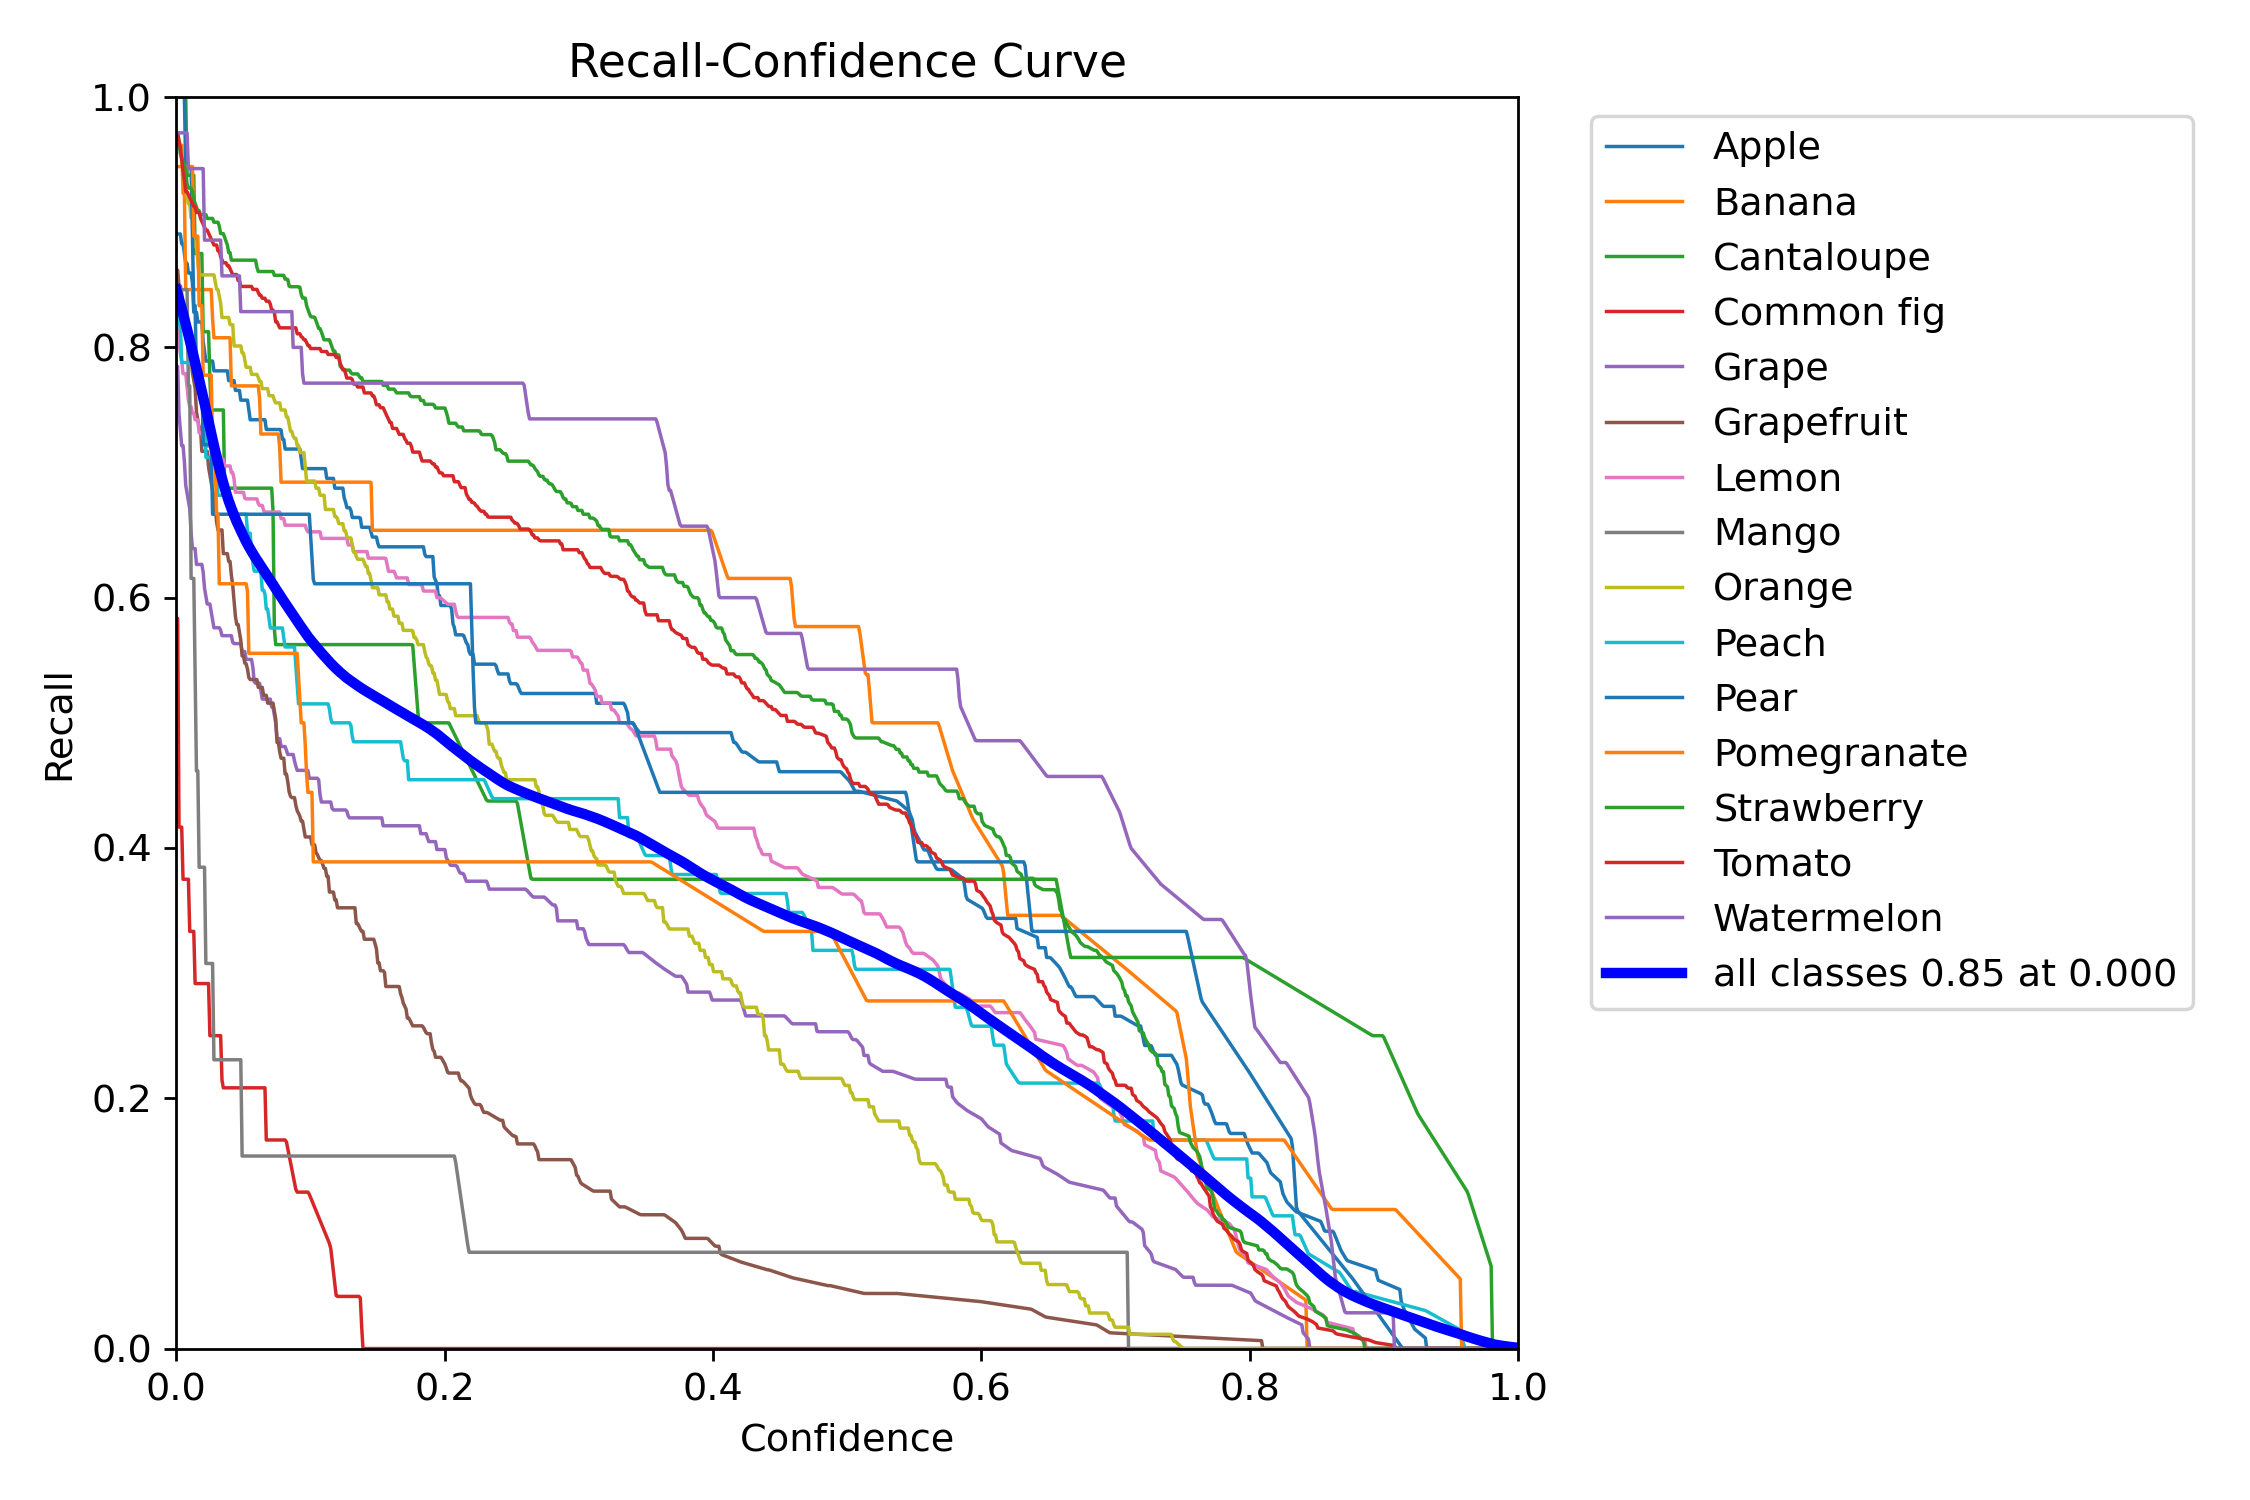 Recall-Confidence Curve
1.0
0.8
0.6
0.4
0.2
0.0
Recall
0.0 0.2 0.4 0.6 0.8 1.0
Confidence
Apple
Banana
Cantaloupe
Common fig
Grape
Grapefruit
Lemon
Mango
Orange
Peach
Pear
Pomegranate
Strawberry
Tomato
Watermelon
all classes 0.85 at 0.000